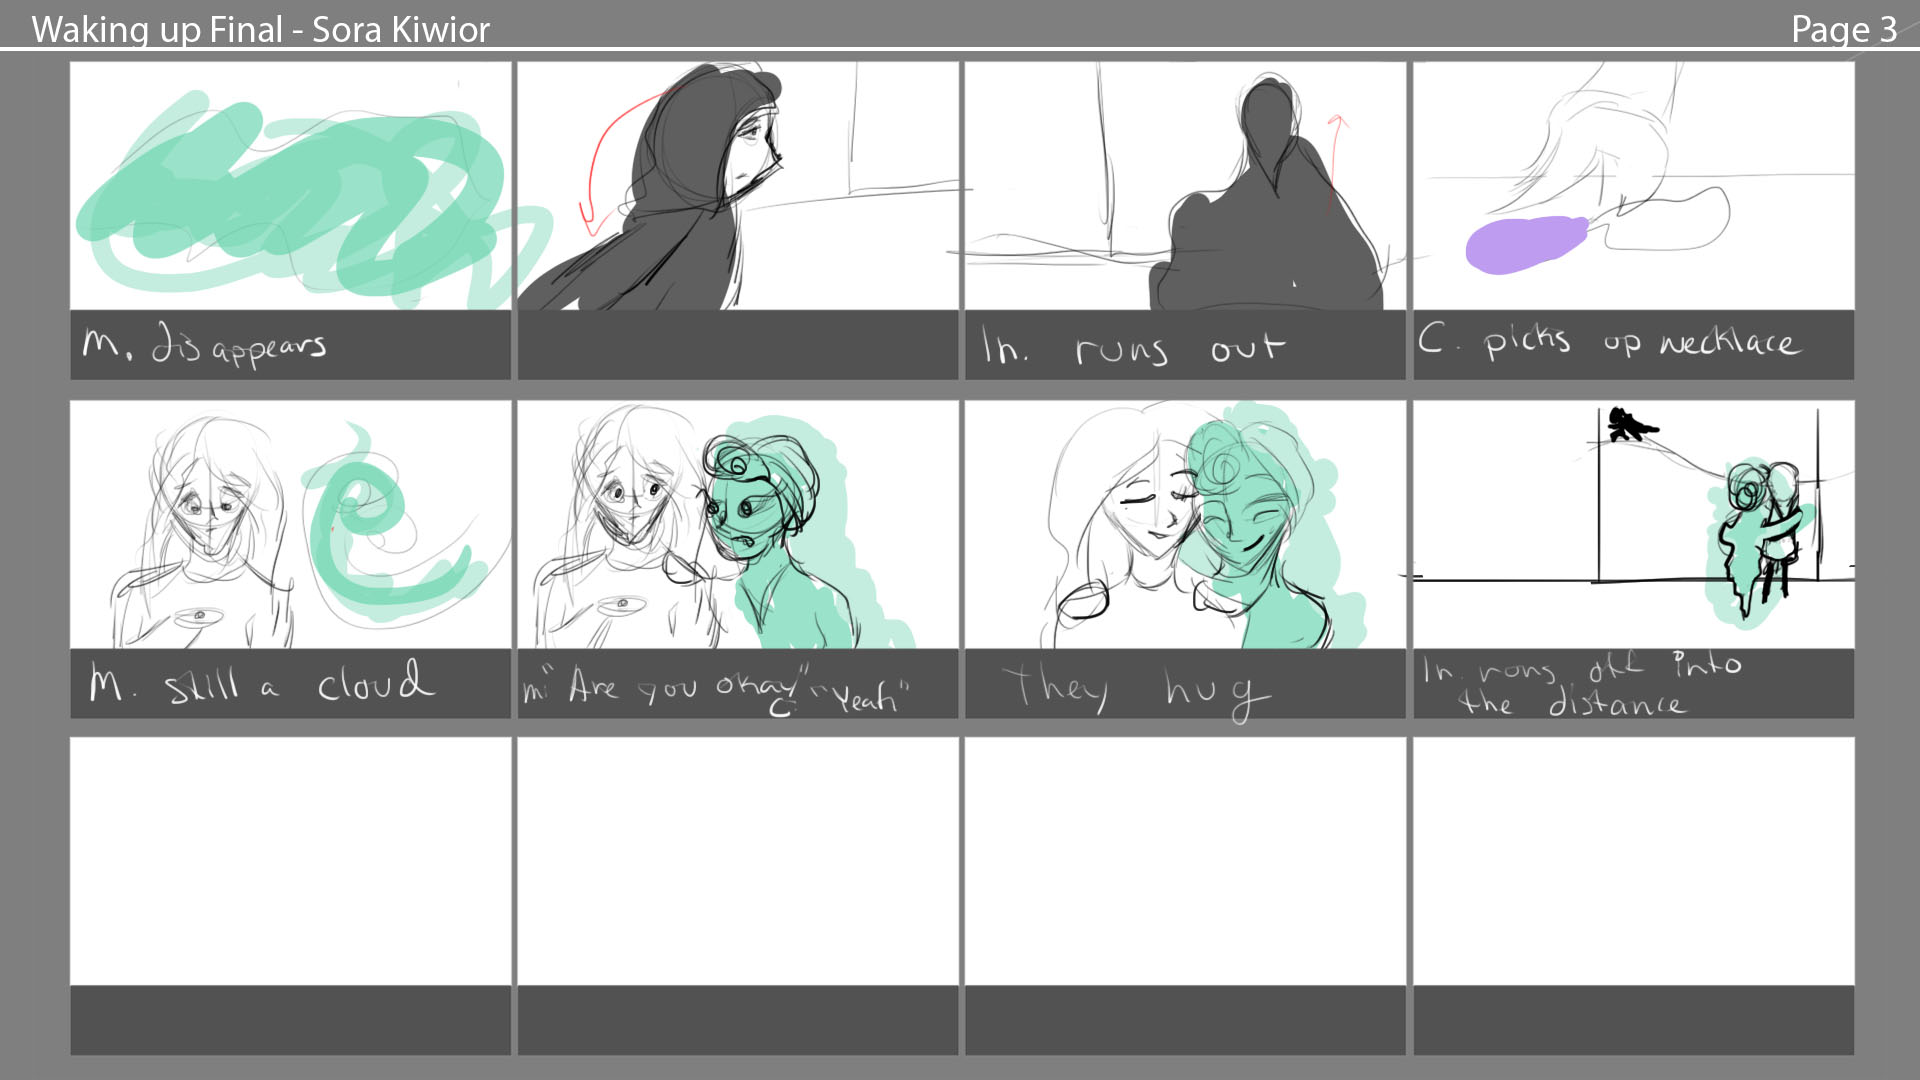 Waking up Final - Sora Kiwior
Page 3
M. disappears
In. runs out
C. picks up necklace
M. still a cloud
m: "Are you okay" C. "Yeah"
they hug
In. runs off into
the distance